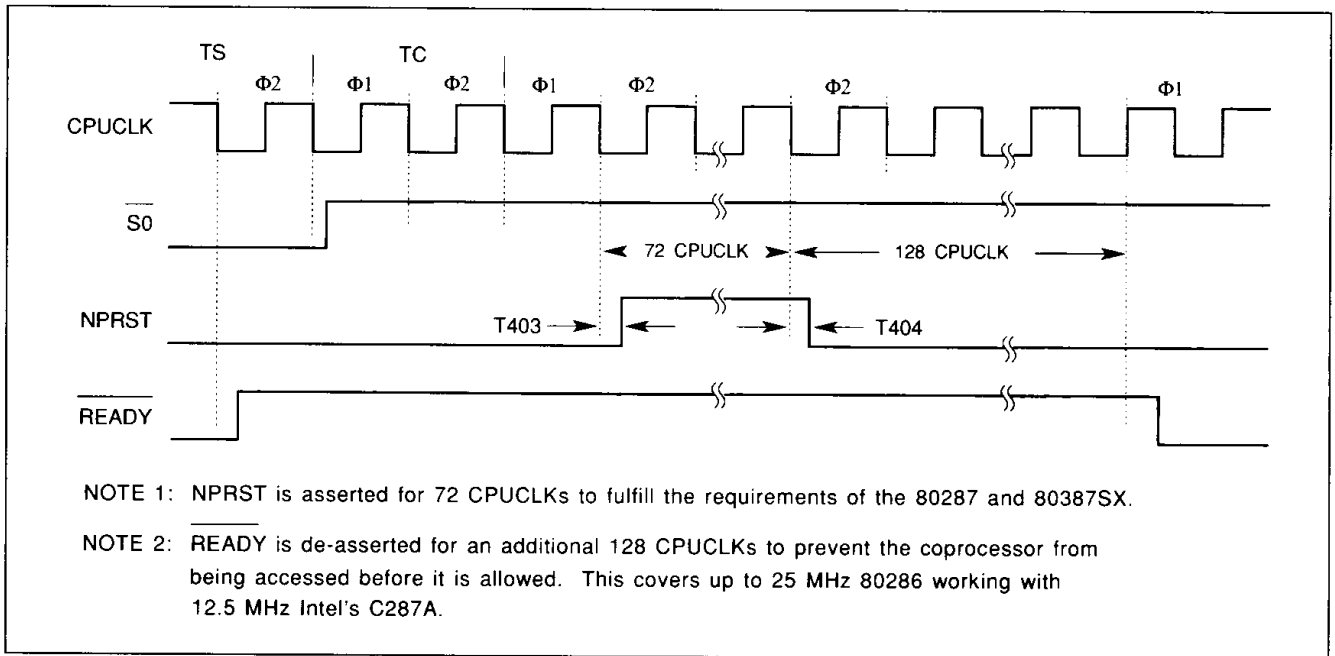 TS TC
Φ2 Φ1 Φ2 Φ1 Φ2 Φ2 Φ1
CPUCLK
S0
72 CPUCLK 128 CPUCLK
NPRST
T403 T404
READY
NOTE 1: NPRST is asserted for 72 CPUCLKs to fulfill the requirements of the 80287 and 80387SX.
NOTE 2: READY is de-asserted for an additional 128 CPUCLKs to prevent the coprocessor from
being accessed before it is allowed. This covers up to 25 MHz 80286 working with
12.5 MHz Intel's C287A.